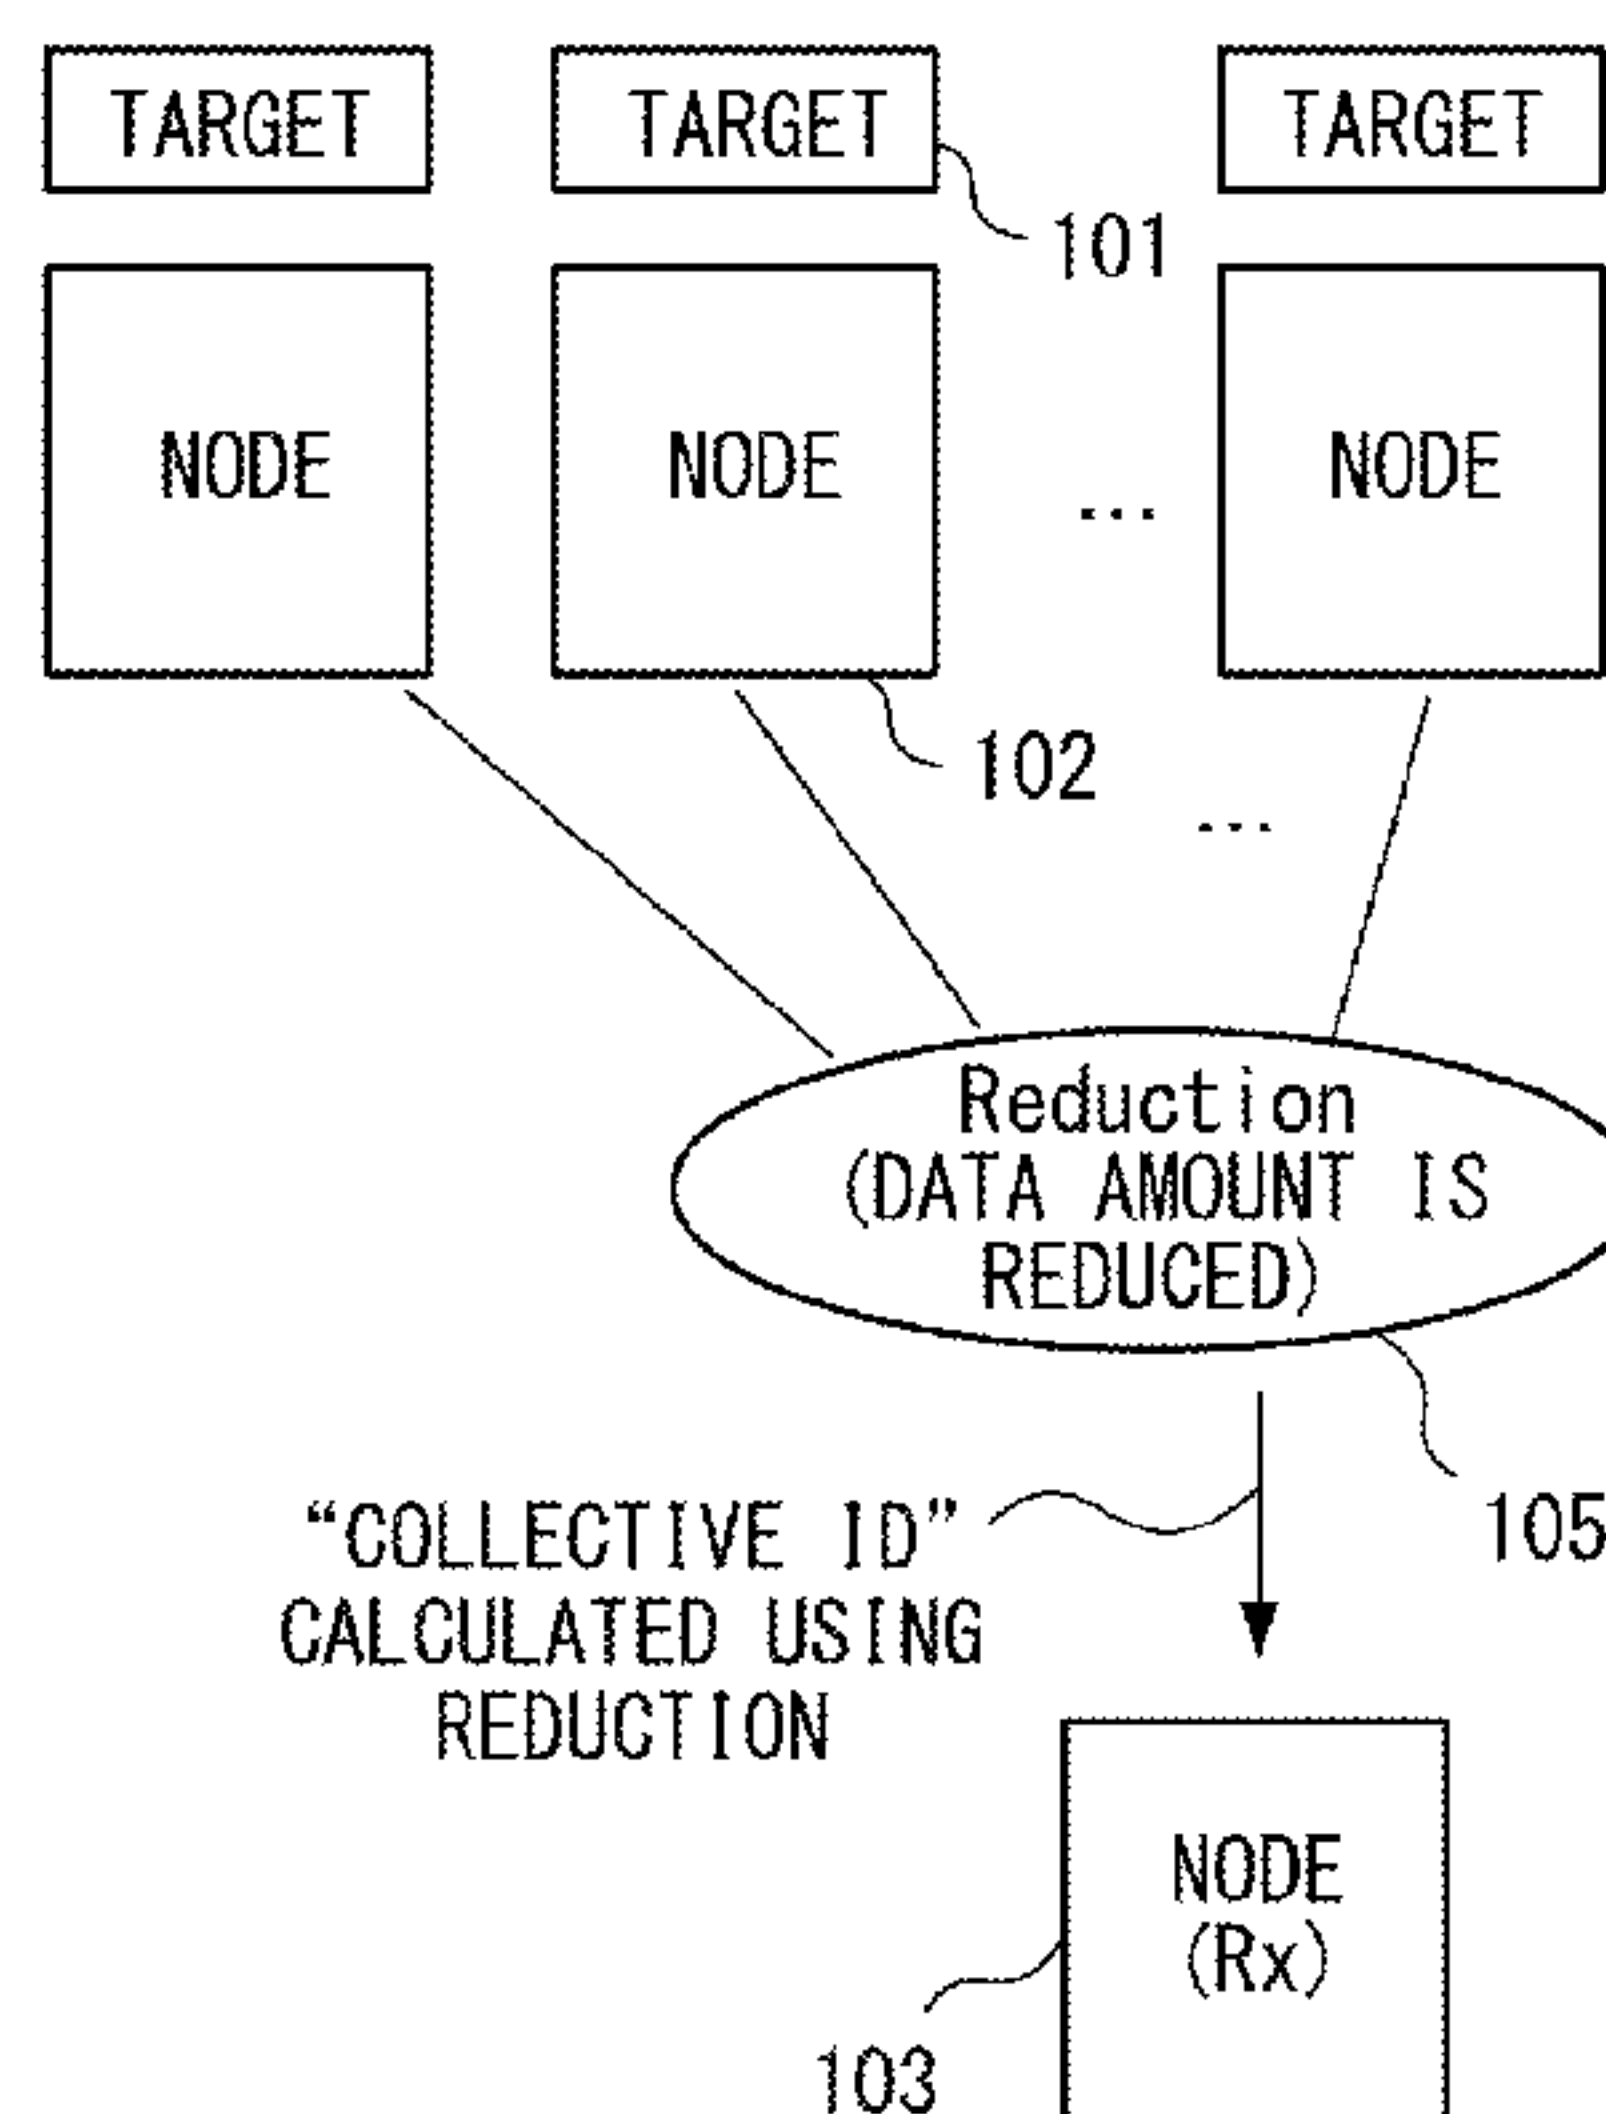 TARGET TARGET TARGET
101
NODE NODE ... NODE
102
...
Reduction
(DATA AMOUNT IS
REDUCED)
105
“COLLECTIVE ID”
CALCULATED USING
REDUCTION
NODE
(Rx)
103